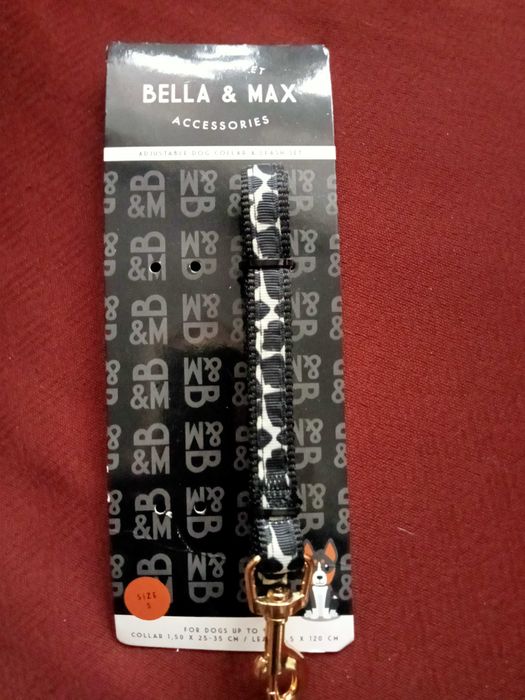 BELLA & MAX
ACCESSORIES
ADJUSTABLE DOG COLLAR & LEASH SET
B
&M
SIZE
S
FOR DOGS UP TO
COLLAR 1,50 X 25-35 CM / X 120 CM